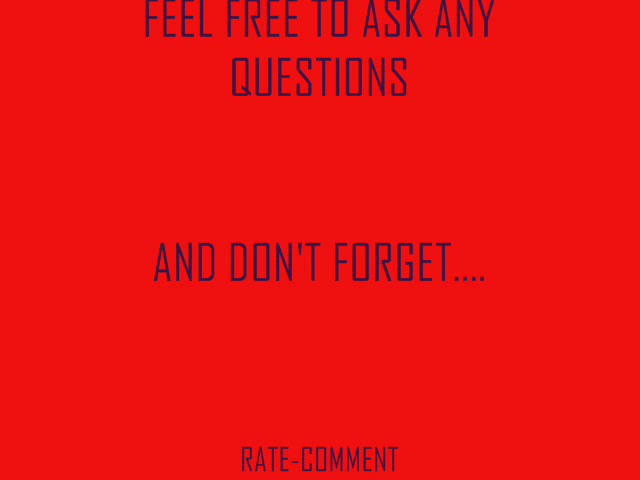 FEEL FREE TO ASK ANY
QUESTIONS
AND DON'T FORGET....
RATE-COMMENT